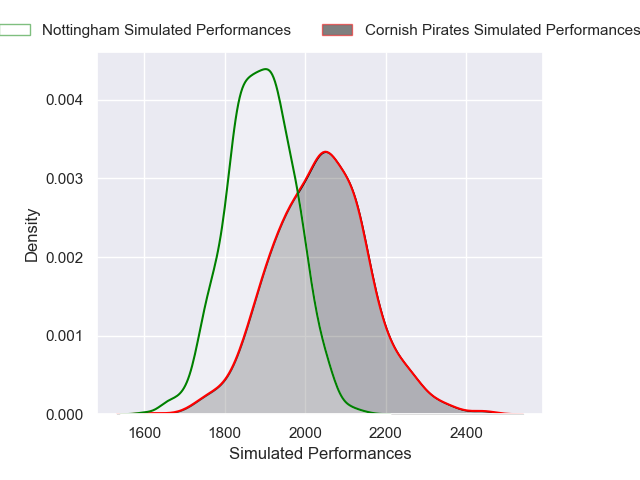 Nottingham Simulated Performances Cornish Pirates Simulated Performances
0.004
0.003
0.002
0.001
0.000
Density
1600 1800 2000 2200 2400
Simulated Performances